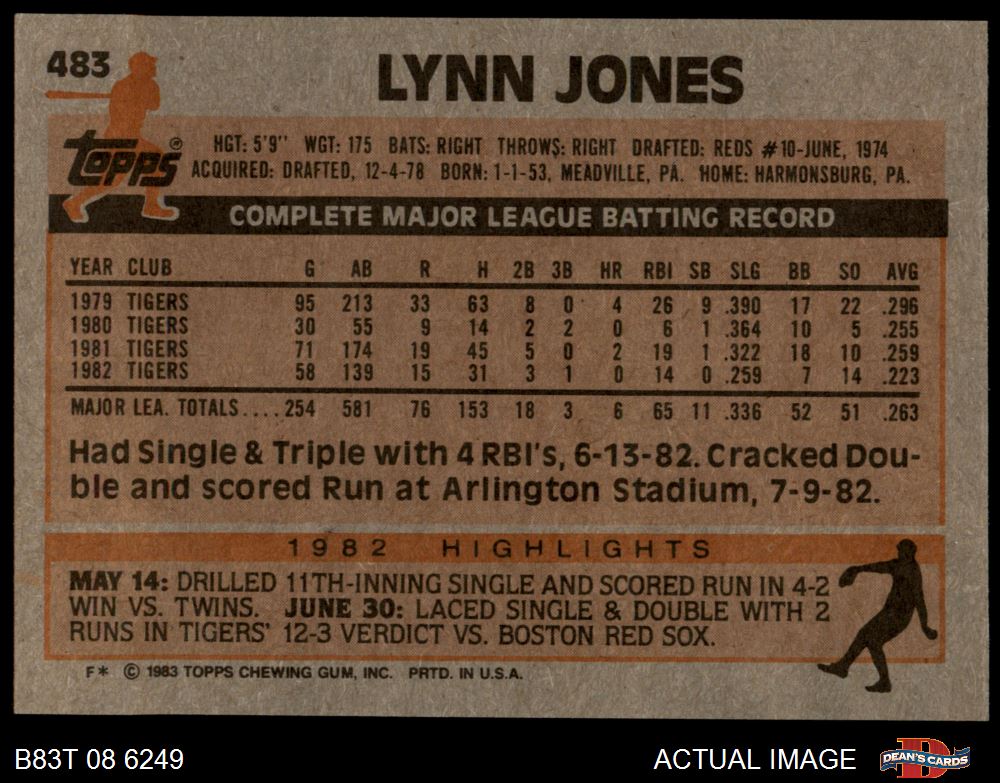 483
LYNN JONES
topps®
HGT: 5'9" WGT: 175 BATS: RIGHT THROWS: RIGHT DRAFTED: REDS #10-JUNE, 1974
ACQUIRED: DRAFTED, 12-4-78 BORN: 1-1-53, MEADVILLE, PA. HOME: HARMONSBURG, PA.
COMPLETE MAJOR LEAGUE BATTING RECORD
YEAR CLUB G AB R H 2B 3B HR RBI SB SLG BB SO AVG
1979 TIGERS 95 213 33 63 8 0 4 26 9 .390 17 22 .296
1980 TIGERS 30 55 9 14 2 2 0 6 1 .364 10 5 .255
1981 TIGERS 71 174 19 45 5 0 2 19 1 .322 18 10 .259
1982 TIGERS 58 139 15 31 3 1 0 14 0 .259 7 14 .223
MAJOR LEA. TOTALS.... 254 581 76 153 18 3 6 65 11 .336 52 51 .263
Had Single & Triple with 4 RBI's, 6-13-82. Cracked Dou-
ble and scored Run at Arlington Stadium, 7-9-82.
1982 HIGHLIGHTS
MAY 14: DRILLED 11TH-INNING SINGLE AND SCORED RUN IN 4-2
WIN VS. TWINS. JUNE 30: LACED SINGLE & DOUBLE WITH 2
RUNS IN TIGERS' 12-3 VERDICT VS. BOSTON RED SOX.
F* © 1983 TOPPS CHEWING GUM, INC. PRTD. IN U.S.A.
B83T 08 6249 ACTUAL IMAGE DEAN'S CARDS